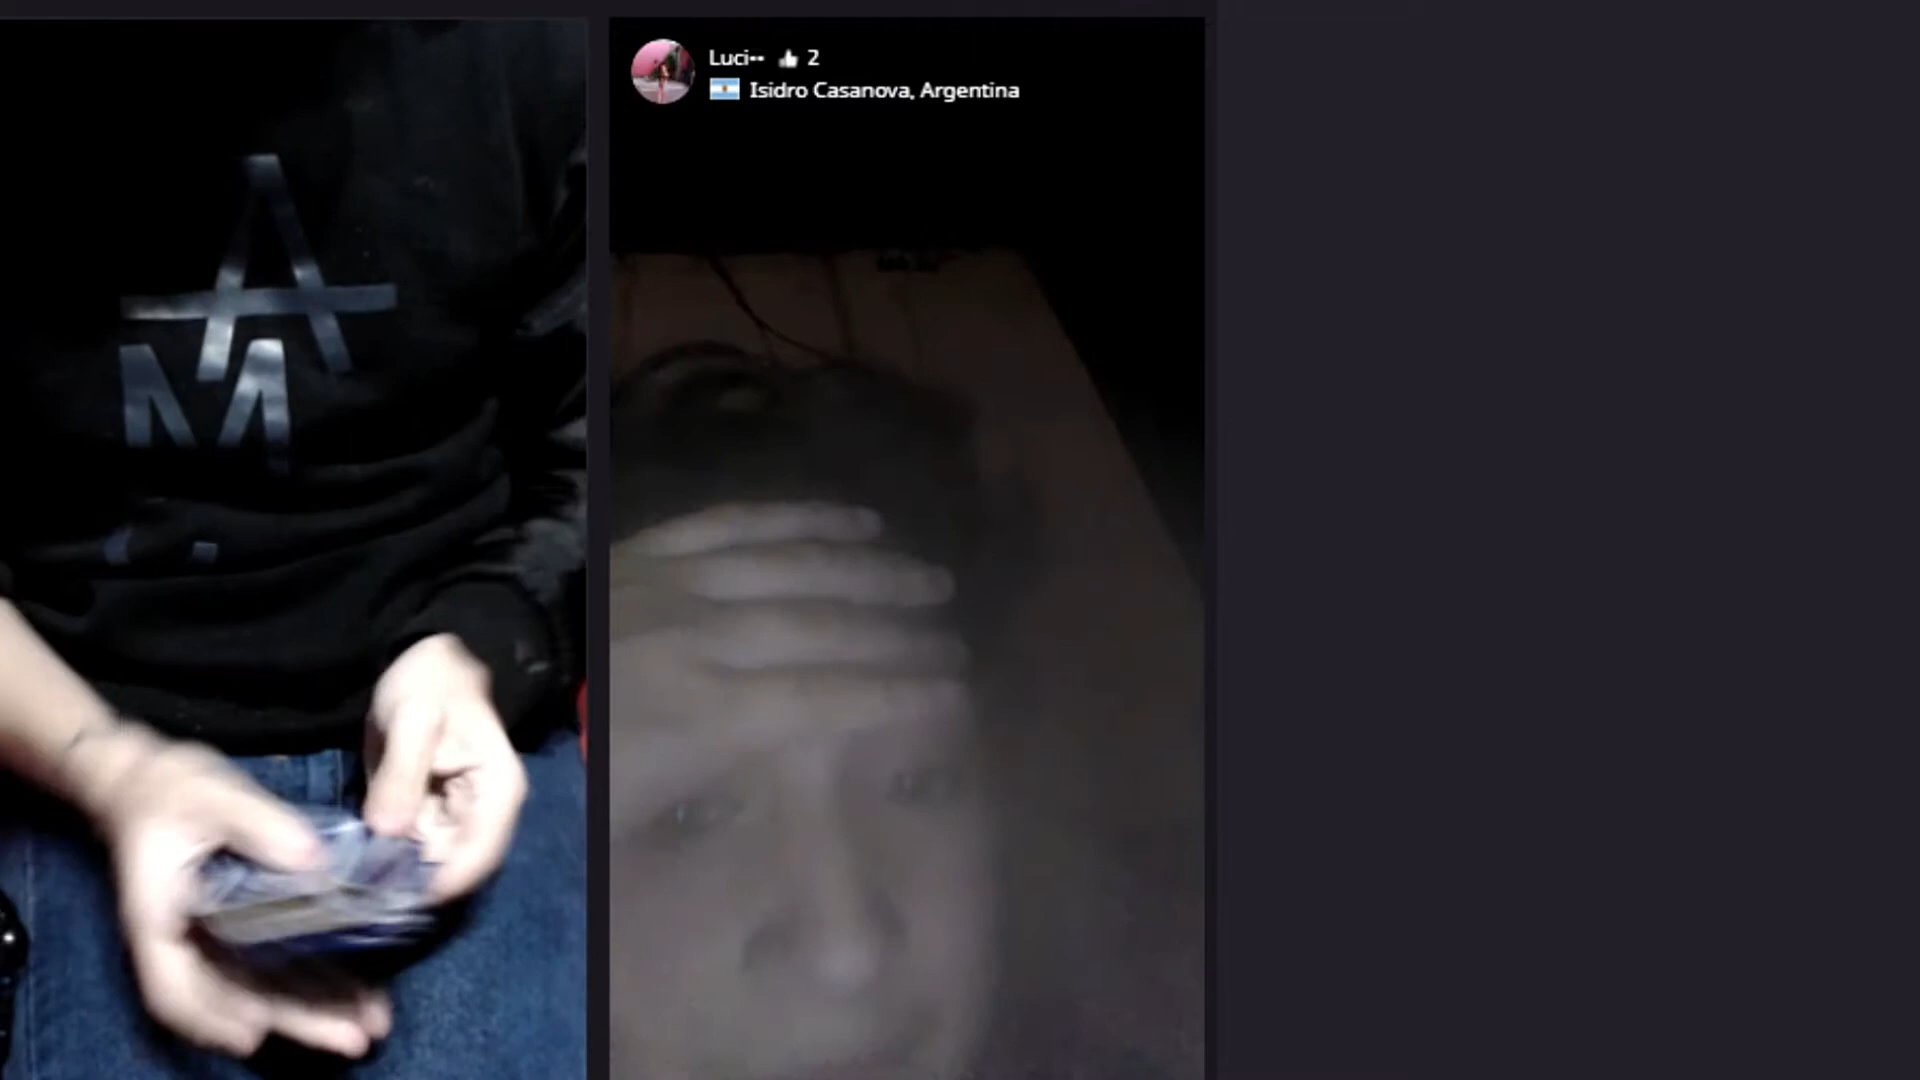 A
M
Luci-- 2
Isidro Casanova, Argentina